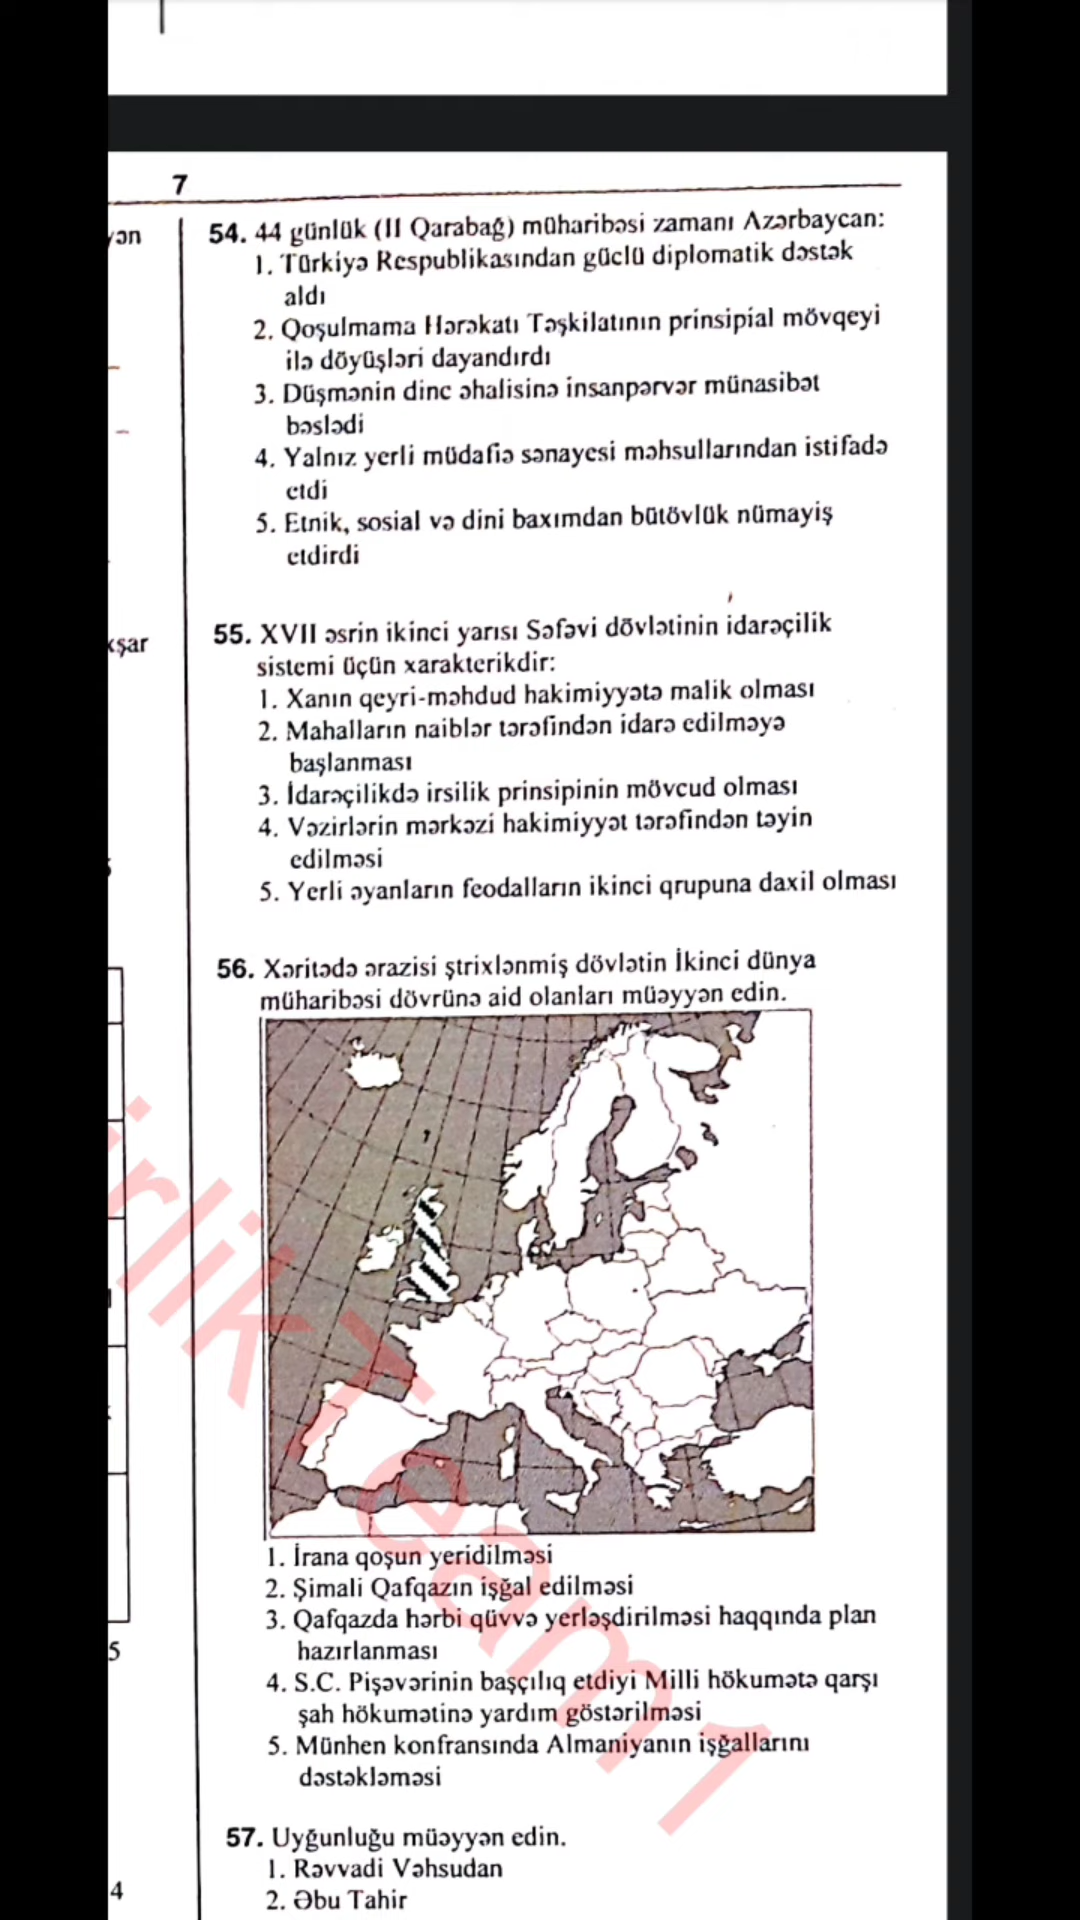 7
54. 44 günlük (II Qarabağ) müharibəsi zamanı Azərbaycan:
1. Türkiyə Respublikasından güclü diplomatik dəstək
aldı
2. Qoşulmama Hərəkatı Təşkilatının prinsipial mövqeyi
ilə döyüşləri dayandırdı
3. Düşmənin dinc əhalisinə insanpərvər münasibət
bəslədi
4. Yalnız yerli müdafiə sənayesi məhsullarından istifadə
etdi
5. Etnik, sosial və dini baxımdan bütövlük nümayiş
etdirdi
55. XVII əsrin ikinci yarısı Səfəvi dövlətinin idarəçilik
sistemi üçün xarakterikdir:
1. Xanın qeyri-məhdud hakimiyyətə malik olması
2. Mahalların naiblər tərəfindən idarə edilməyə
başlanması
3. İdarəçilikdə irsilik prinsipinin mövcud olması
4. Vəzirlərin mərkəzi hakimiyyət tərəfindən təyin
edilməsi
5. Yerli əyanların feodalların ikinci qrupuna daxil olması
56. Xəritədə ərazisi ştrixlənmiş dövlətin İkinci dünya
müharibəsi dövrünə aid olanları müəyyən edin.
1. İrana qoşun yeridilməsi
2. Şimali Qafqazın işğal edilməsi
3. Qafqazda hərbi qüvvə yerləşdirilməsi haqqında plan
hazırlanması
4. S.C. Pişəvərinin başçılıq etdiyi Milli hökumətə qarşı
şah hökumətinə yardım göstərilməsi
5. Münhen konfransında Almaniyanın işğallarını
dəstəkləməsi
57. Uyğunluğu müəyyən edin.
1. Rəvvadi Vəhsudan
2. Əbu Tahir
5
4
irlikTeam1